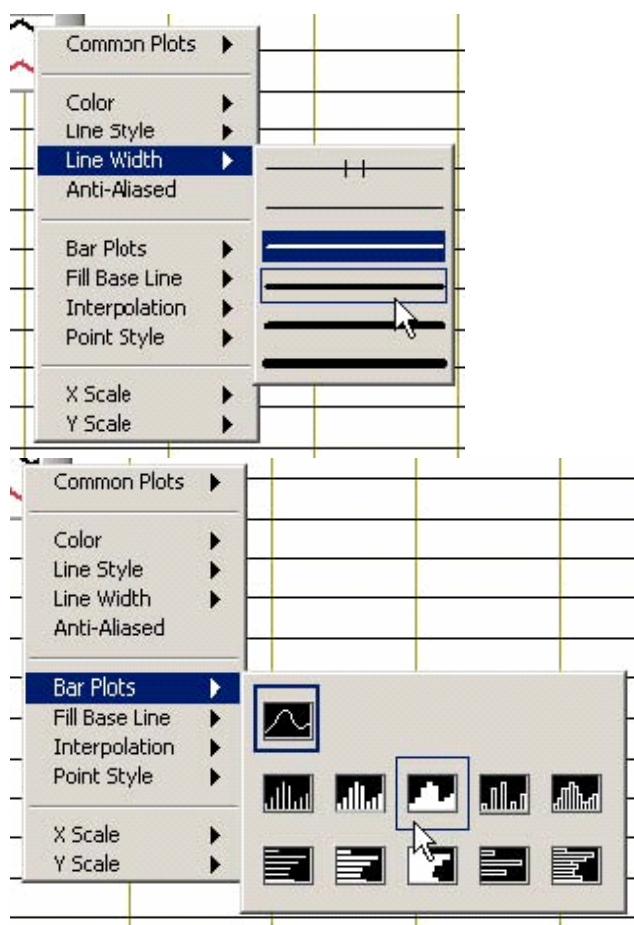 Common Plots
Color
Line Style
Line Width
Anti-Aliased
Bar Plots
Fill Base Line
Interpolation
Point Style
X Scale
Y Scale
Common Plots
Color
Line Style
Line Width
Anti-Aliased
Bar Plots
Fill Base Line
Interpolation
Point Style
X Scale
Y Scale